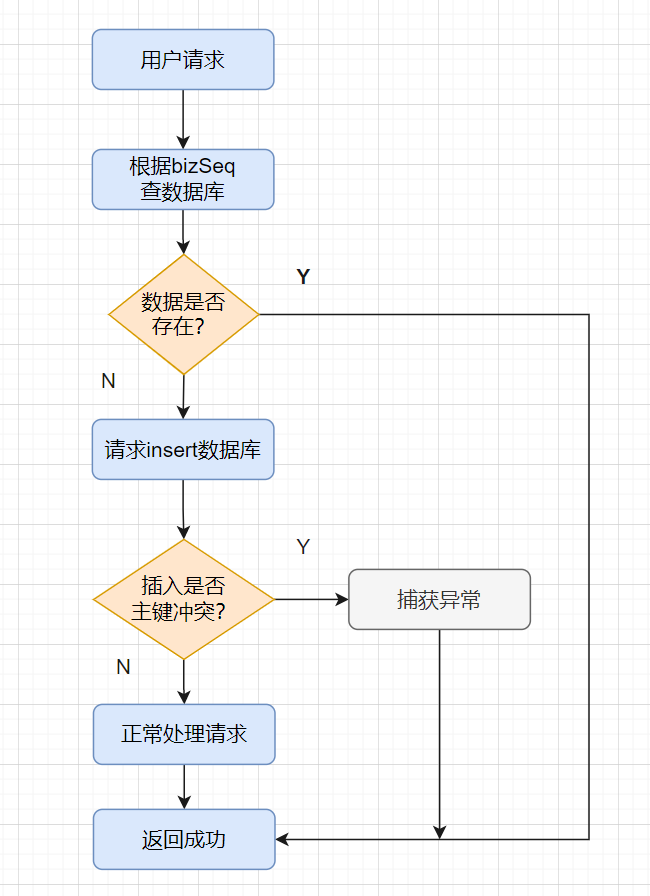 用户请求
根据bizSeq
查数据库
数据是否
存在?
Y
N
请求insert数据库
插入是否
主键冲突?
Y
捕获异常
N
正常处理请求
返回成功